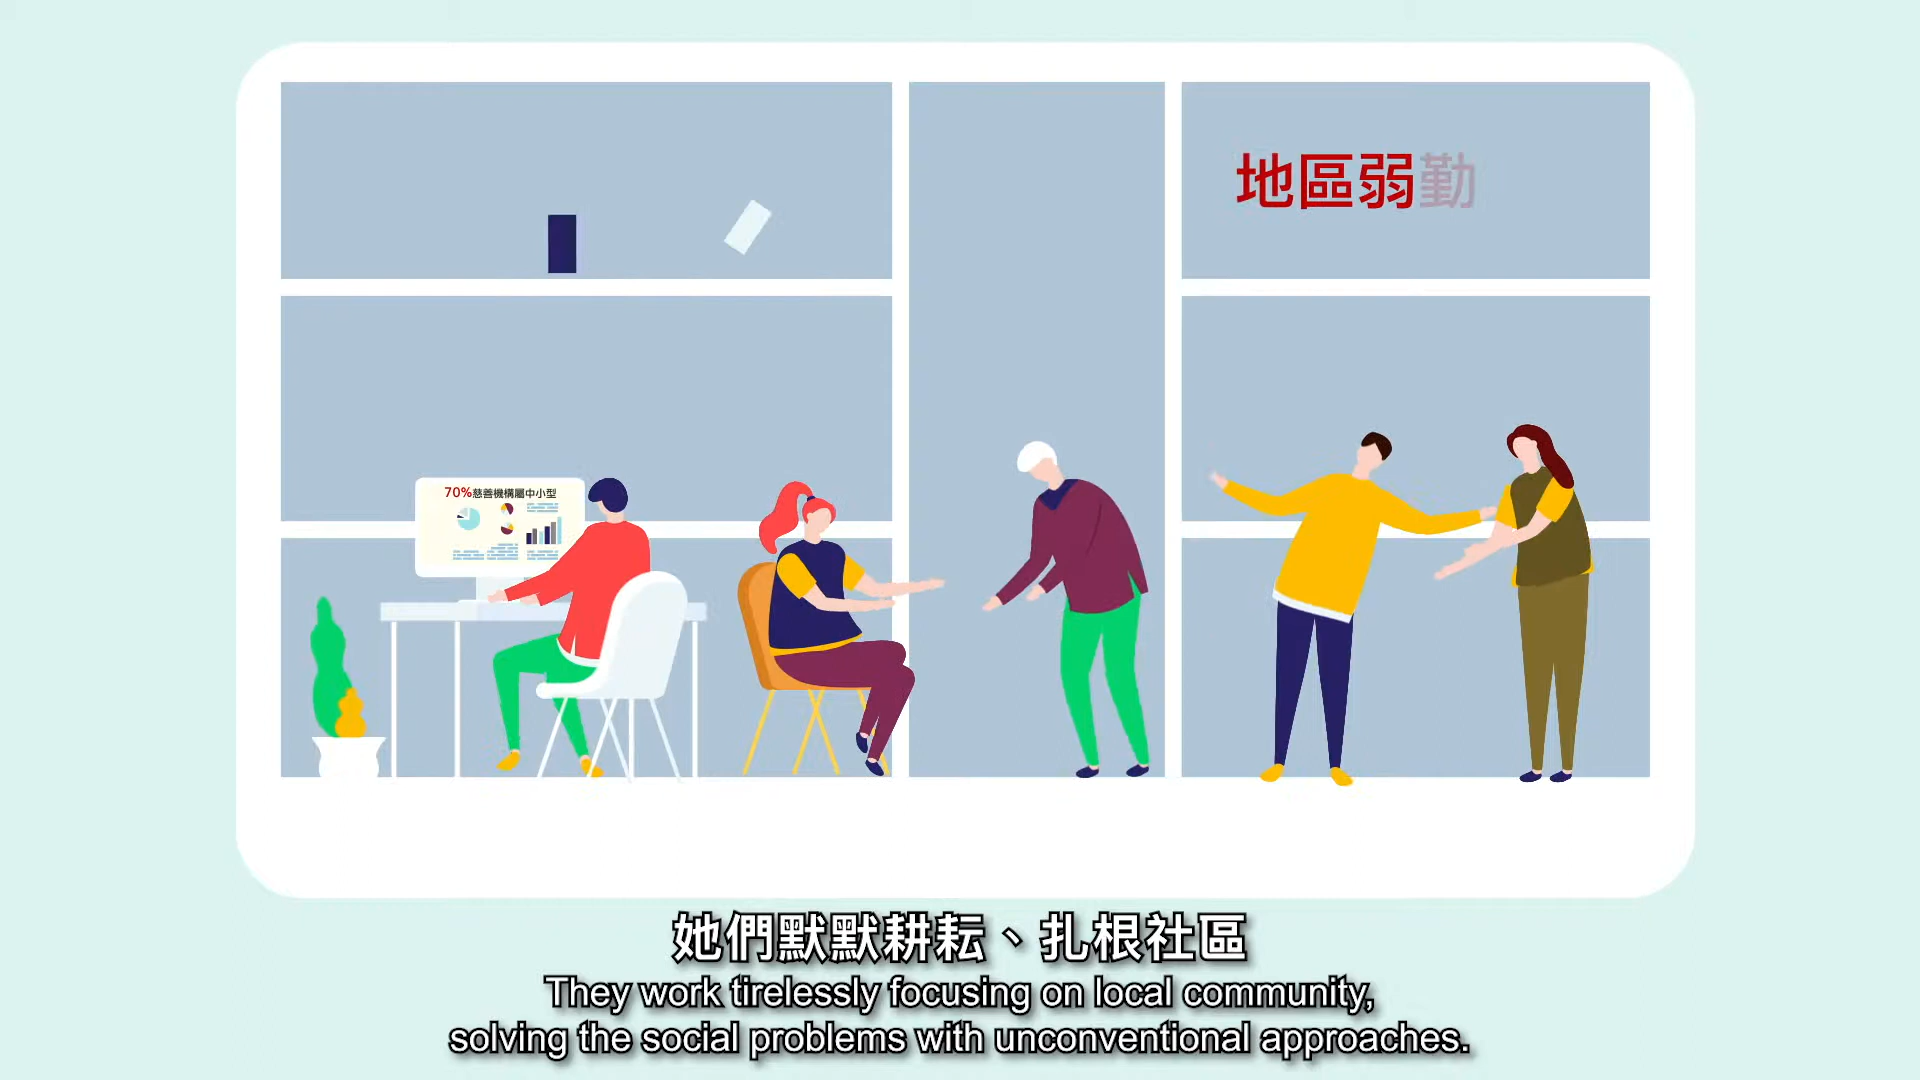 地區弱勤
70%慈善機構屬中小型
她們默默耕耘、扎根社區
They work tirelessly focusing on local community,
solving the social problems with unconventional approaches.